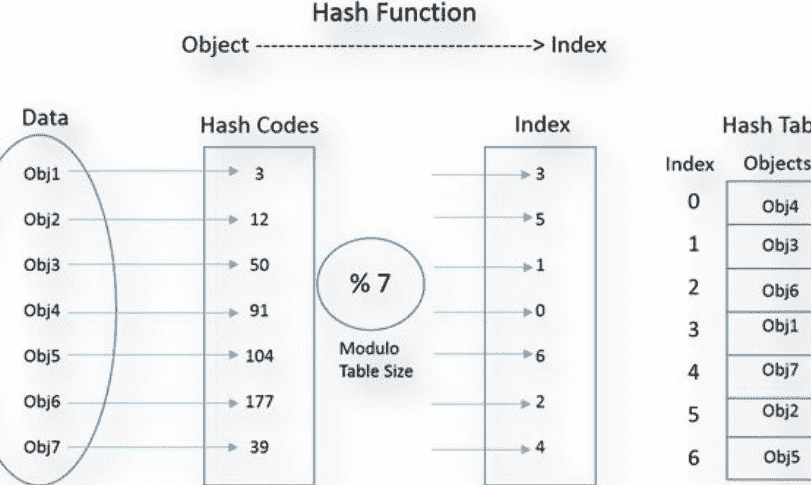 Hash Function
Object ------------------------------> Index
Data
Hash Codes
Index
Hash Tab
Index Objects
Obj1 3 3
Obj2 12 5
Obj3 50 1
Obj4 91 0
Obj5 104 6
Obj6 177 2
Obj7 39 4
% 7
Modulo
Table Size
0 Obj4
1 Obj3
2 Obj6
3 Obj1
4 Obj7
5 Obj2
6 Obj5